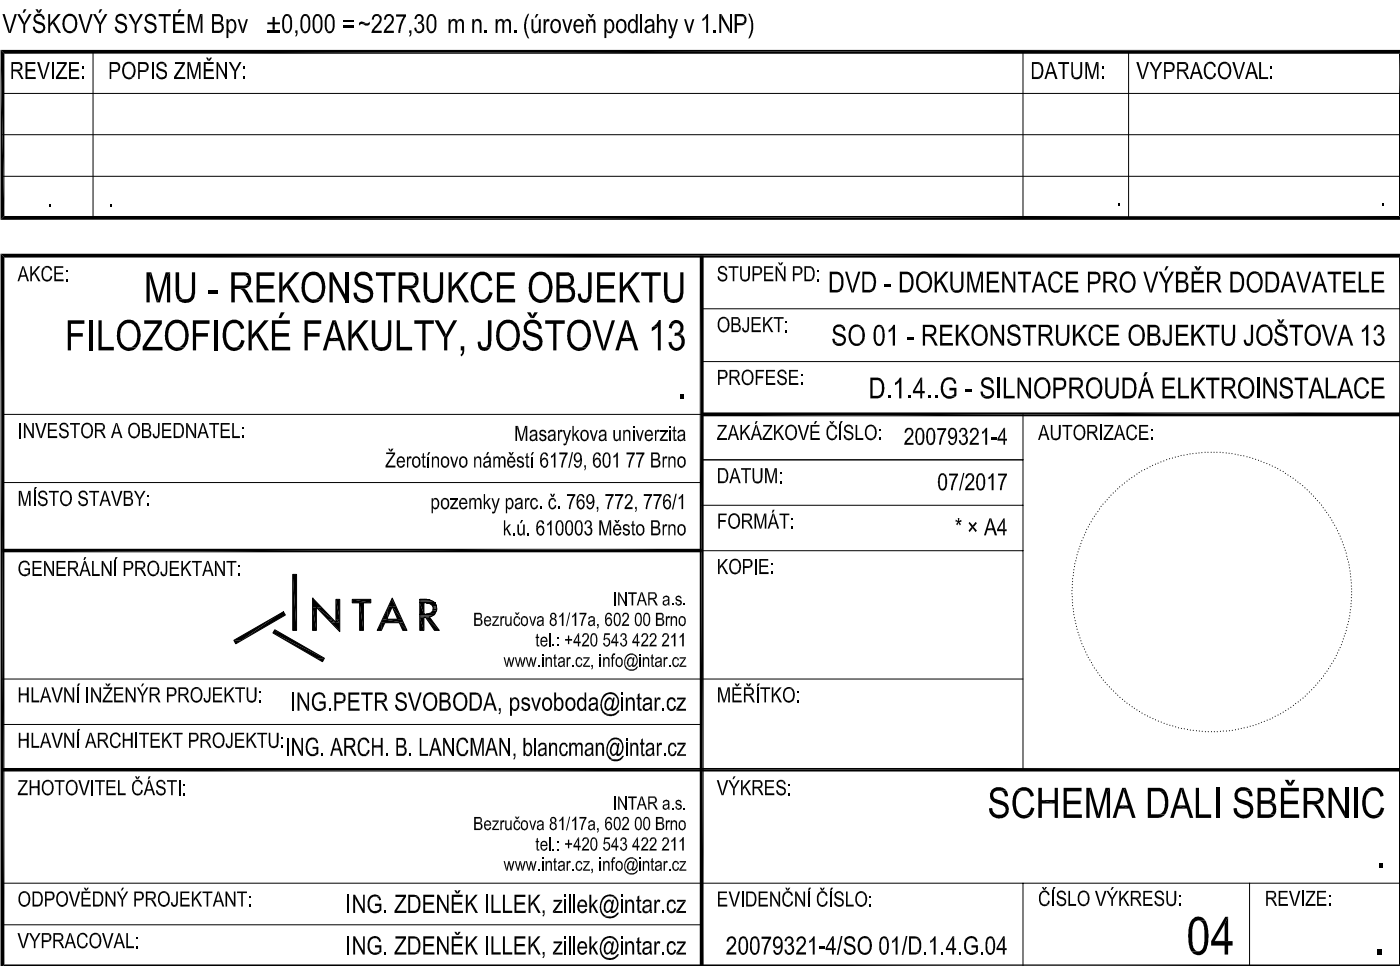 VÝŠKOVÝ SYSTÉM Bpv ±0,000 =~227,30 m n. m. (úroveň podlahy v 1.NP)
REVIZE: POPIS ZMĚNY: DATUM: VYPRACOVAL:
. . . .
AKCE: MU - REKONSTRUKCE OBJEKTU
FILOZOFICKÉ FAKULTY, JOŠTOVA 13
.
STUPEŇ PD: DVD - DOKUMENTACE PRO VÝBĚR DODAVATELE
OBJEKT: SO 01 - REKONSTRUKCE OBJEKTU JOŠTOVA 13
PROFESE: D.1.4..G - SILNOPROUDÁ ELKTROINSTALACE
INVESTOR A OBJEDNATEL: Masarykova univerzita
Žerotínovo náměstí 617/9, 601 77 Brno
MÍSTO STAVBY: pozemky parc. č. 769, 772, 776/1
k.ú. 610003 Město Brno
ZAKÁZKOVÉ ČÍSLO: 20079321-4
DATUM: 07/2017
FORMÁT: * × A4
KOPIE:
MĚŘÍTKO:
AUTORIZACE:
GENERÁLNÍ PROJEKTANT:
INTAR
INTAR a.s.
Bezručova 81/17a, 602 00 Brno
tel.: +420 543 422 211
www.intar.cz, info@intar.cz
HLAVNÍ INŽENÝR PROJEKTU: ING.PETR SVOBODA, psvoboda@intar.cz
HLAVNÍ ARCHITEKT PROJEKTU: ING. ARCH. B. LANCMAN, blancman@intar.cz
ZHOTOVITEL ČÁSTI:
INTAR a.s.
Bezručova 81/17a, 602 00 Brno
tel.: +420 543 422 211
www.intar.cz, info@intar.cz
ODPOVĚDNÝ PROJEKTANT: ING. ZDENĚK ILLEK, zillek@intar.cz
VYPRACOVAL: ING. ZDENĚK ILLEK, zillek@intar.cz
VÝKRES: SCHEMA DALI SBĚRNIC
.
EVIDENČNÍ ČÍSLO: 20079321-4/SO 01/D.1.4.G.04
ČÍSLO VÝKRESU: 04
REVIZE: .